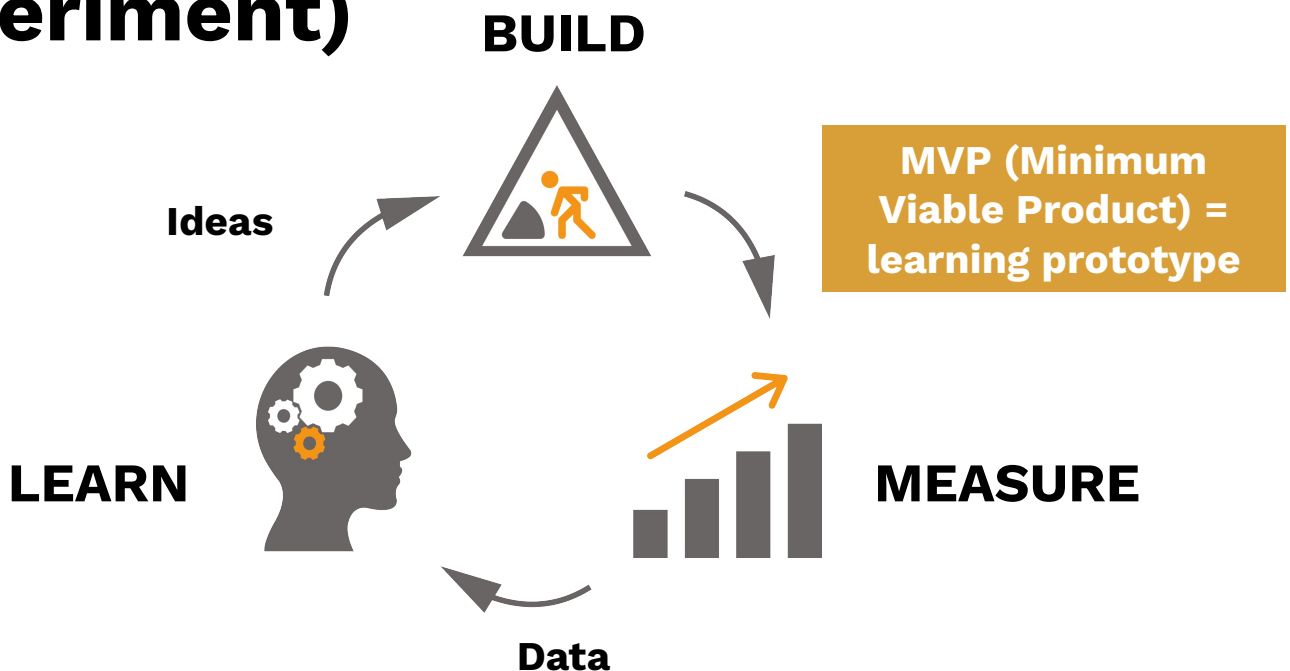 eriment)
BUILD
MVP (Minimum
Viable Product) =
learning prototype
Ideas
LEARN
MEASURE
Data